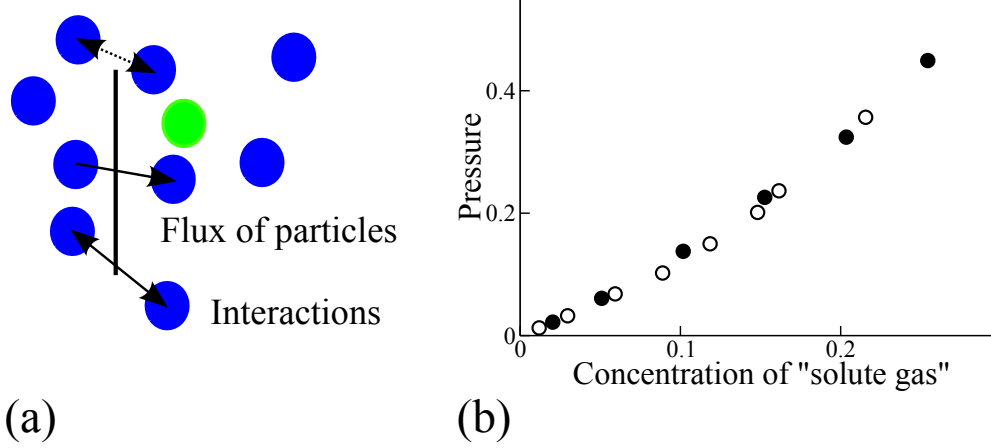 Flux of particles
Interactions
(a)
Pressure
0.4
0.2
0
0
0.1
0.2
Concentration of "solute gas"
(b)